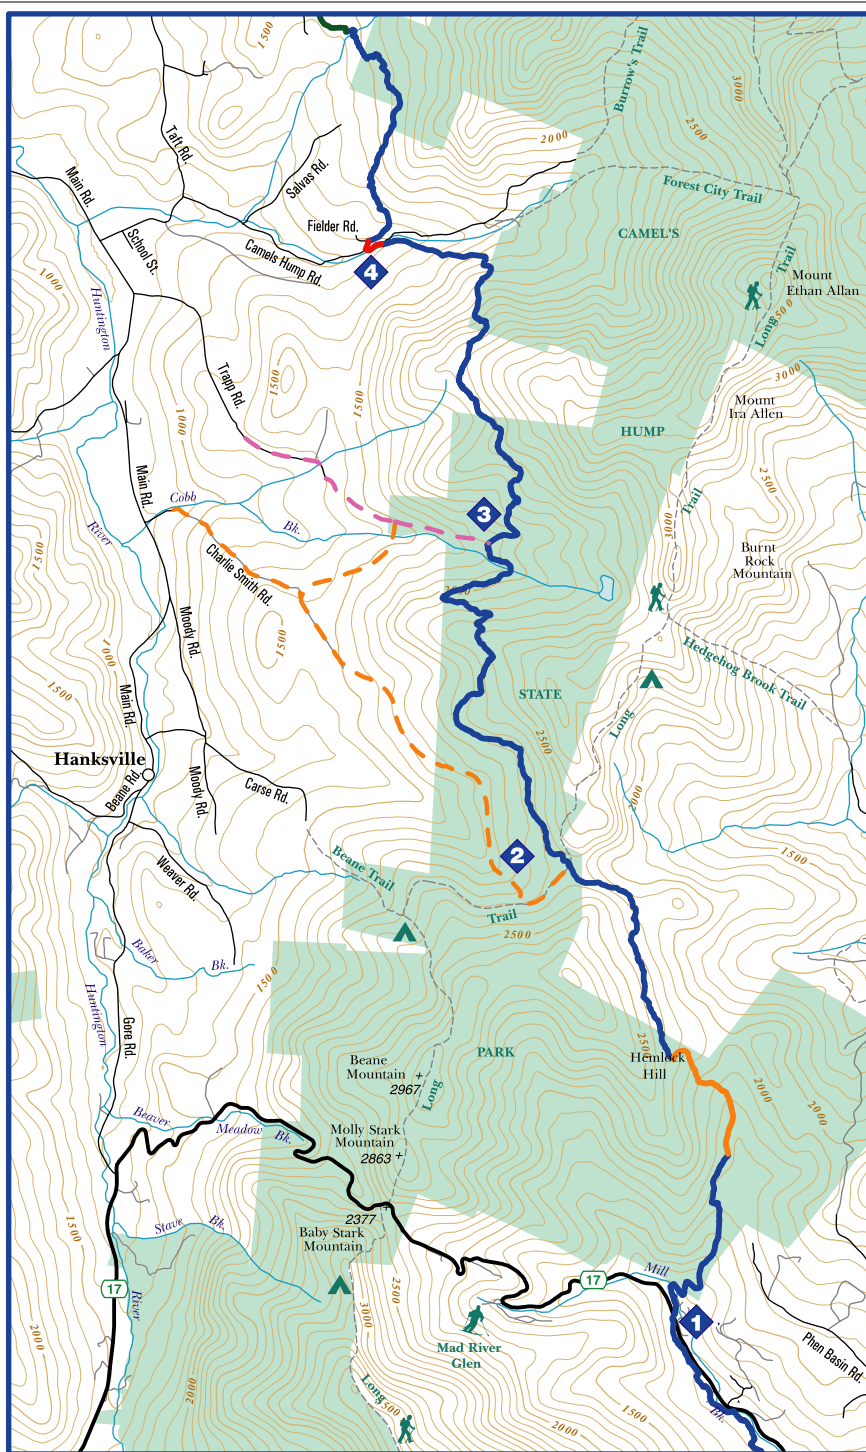 1500
Burrow's Trail
3000
2500
2000
Taft Rd.
Salvas Rd.
Main Rd.
Forest City Trail
School St.
Fielder Rd.
Camels Hump Rd.
4
CAMEL'S
Trail
Mount
Ethan Allan
Long
1000
Huntington
Trapp Rd.
1500
1500
3000
1000
Mount
Ira Allen
HUMP
2500
Main Rd.
Cobb
Bk.
3
Trail
3000
River
1500
Charlie Smith Rd.
Burnt
Rock
Mountain
Moody Rd.
1500
1000
Hedgehog Brook Trail
1500
Main Rd.
STATE
Long
2500
Hanksville
Beane Rd.
Moody Rd.
Carse Rd.
2000
2
1500
Beane Trail
Weaver Rd.
Trail
2500
Baker
Bk.
1500
Huntington
Gore Rd.
PARK
Hemlock
Hill
Beane
Mountain
2967
Long
2000
2000
Beaver
Meadow
Bk.
Molly Stark
Mountain
2863
1500
Stave
Bk.
2377
Baby Stark
Mountain
Mill
17
17
River
2500
3000
1
2000
Mad River
Glen
Phen Basin Rd.
2000
Long
1500
2000
Bk.